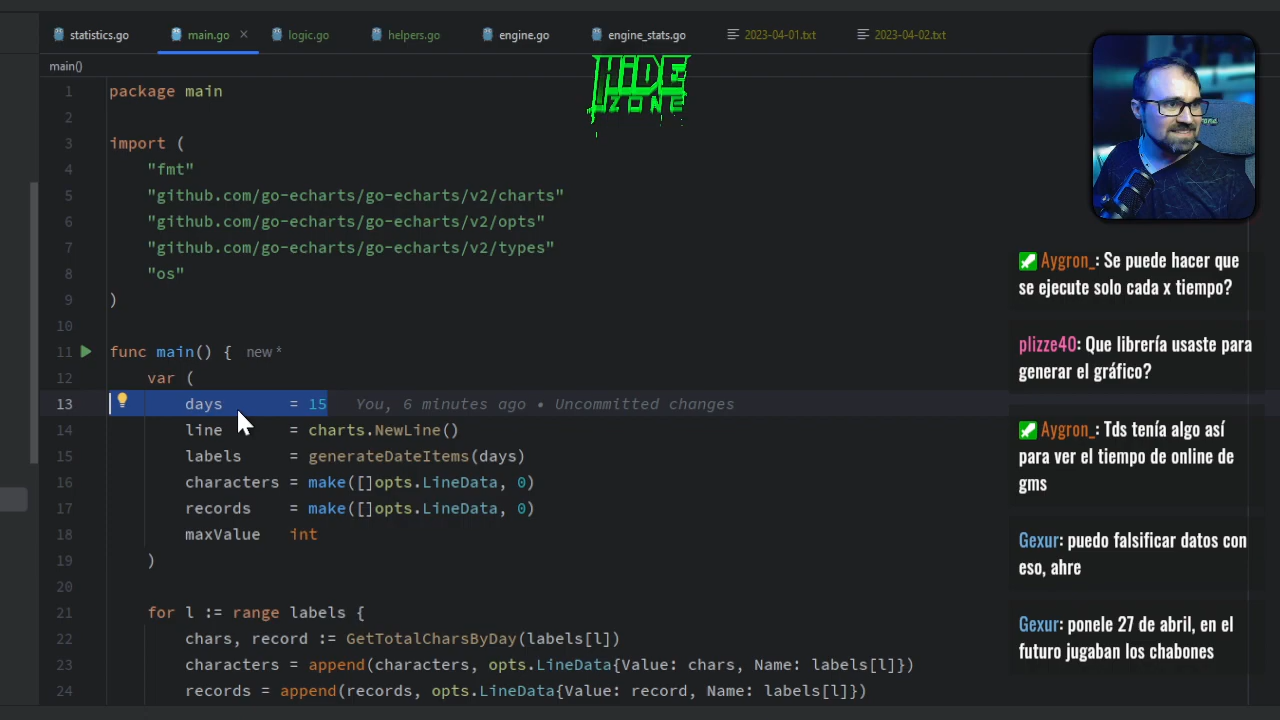 statistics.go main.go logic.go helpers.go engine.go engine_stats.go 2023-04-01.txt 2023-04-02.txt
main()
HIDE
ZONE
1 package main
2
3 import (
4 "fmt"
5 "github.com/go-echarts/go-echarts/v2/charts"
6 "github.com/go-echarts/go-echarts/v2/opts"
7 "github.com/go-echarts/go-echarts/v2/types"
8 "os"
9 )
10
11 func main() { new *
12 var (
13 days = 15 You, 6 minutes ago • Uncommitted changes
14 line = charts.NewLine()
15 labels = generateDateItems(days)
16 characters = make([]opts.LineData, 0)
17 records = make([]opts.LineData, 0)
18 maxValue int
19 )
20
21 for l := range labels {
22 chars, record := GetTotalCharsByDay(labels[l])
23 characters = append(characters, opts.LineData{Value: chars, Name: labels[l]})
24 records = append(records, opts.LineData{Value: record, Name: labels[l]})
Aygron_: Se puede hacer que
se ejecute solo cada x tiempo?
plizze40: Que librería usaste para
generar el gráfico?
Aygron_: Tds tenía algo así
para ver el tiempo de online de
gms
Gexur: puedo falsificar datos con
eso, ahre
Gexur: ponele 27 de abril, en el
futuro jugaban los chabones